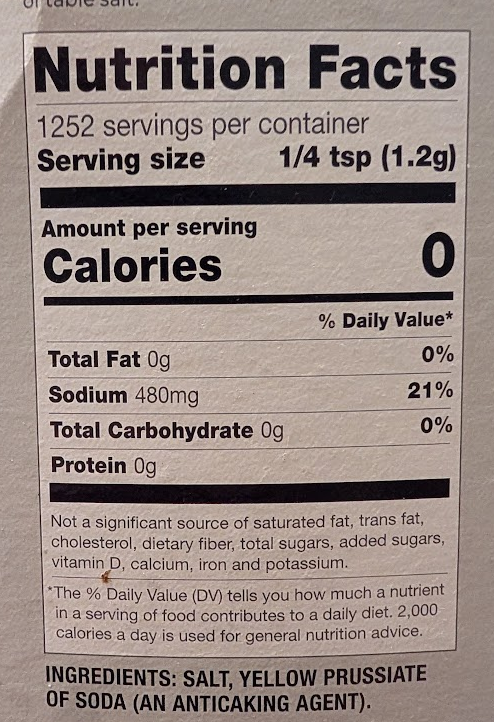 of table salt.
Nutrition Facts
1252 servings per container
Serving size 1/4 tsp (1.2g)
Amount per serving
Calories 0
% Daily Value*
Total Fat 0g 0%
Sodium 480mg 21%
Total Carbohydrate 0g 0%
Protein 0g
Not a significant source of saturated fat, trans fat,
cholesterol, dietary fiber, total sugars, added sugars,
vitamin D, calcium, iron and potassium.
*The % Daily Value (DV) tells you how much a nutrient
in a serving of food contributes to a daily diet. 2,000
calories a day is used for general nutrition advice.
INGREDIENTS: SALT, YELLOW PRUSSIATE
OF SODA (AN ANTICAKING AGENT).